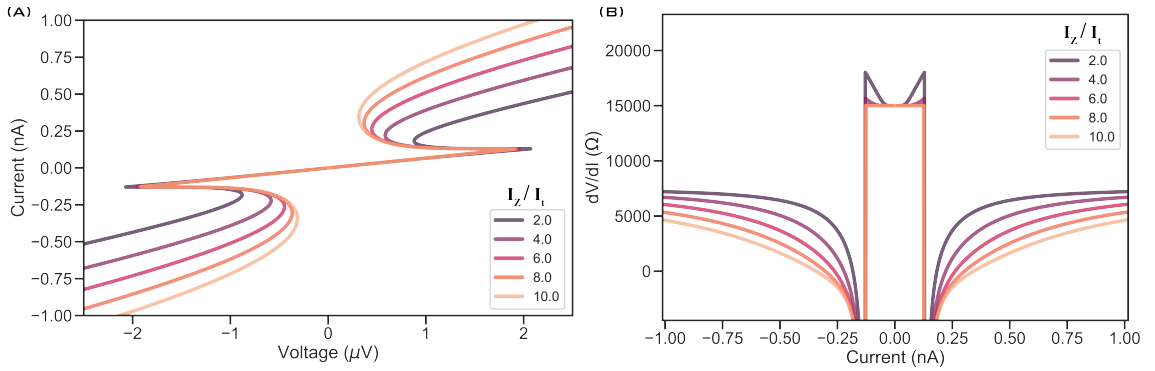 (A)
1.00
0.75
0.50
0.25
0.00
−0.25
−0.50
−0.75
−1.00
Current (nA)
−2 −1 0 1 2
Voltage (μV)
I_Z / I_t
2.0
4.0
6.0
8.0
10.0
(B)
20000
15000
10000
5000
0
dV/dI (Ω)
−1.00 −0.75 −0.50 −0.25 0.00 0.25 0.50 0.75 1.00
Current (nA)
I_Z / I_t
2.0
4.0
6.0
8.0
10.0